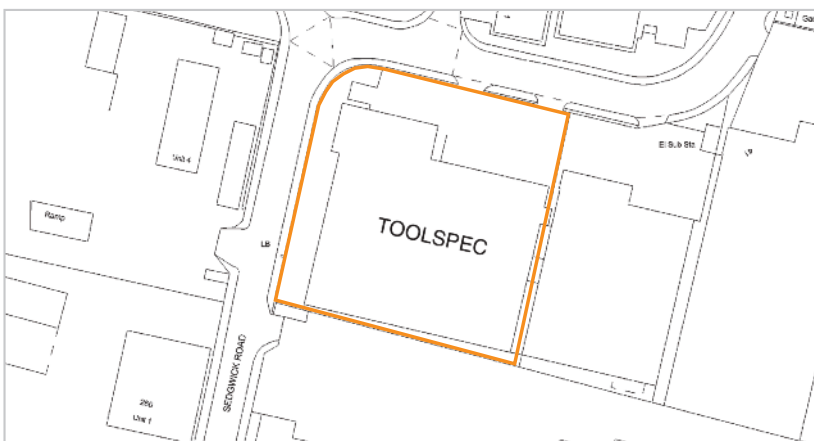 Unit 4
El Sub Sta
Ramp
TOOLSPEC
LB
SEDGWICK ROAD
Unit 1